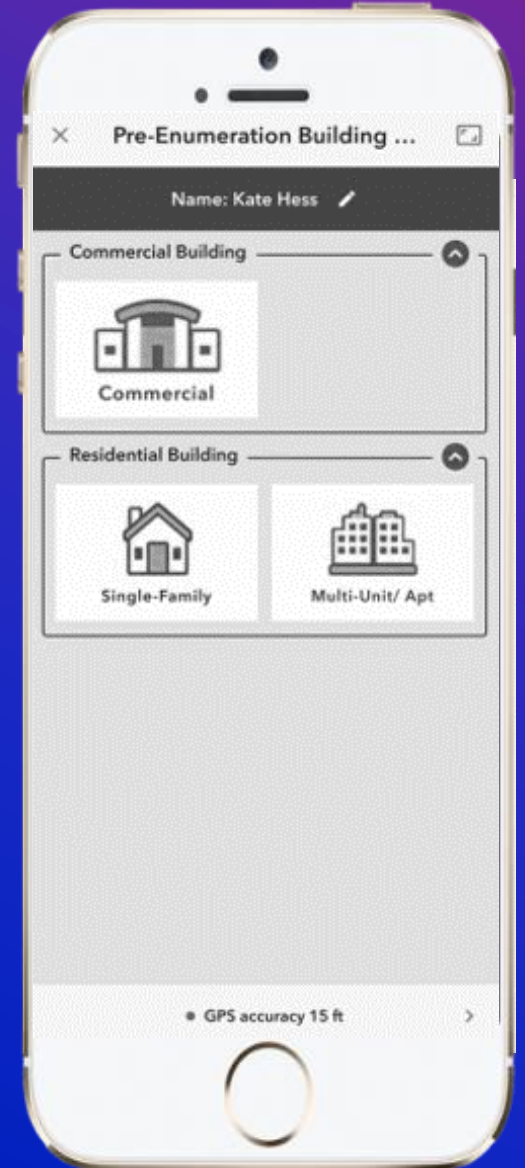 Pre-Enumeration Building ...
Name: Kate Hess
Commercial Building
Commercial
Residential Building
Single-Family
Multi-Unit/ Apt
GPS accuracy 15 ft